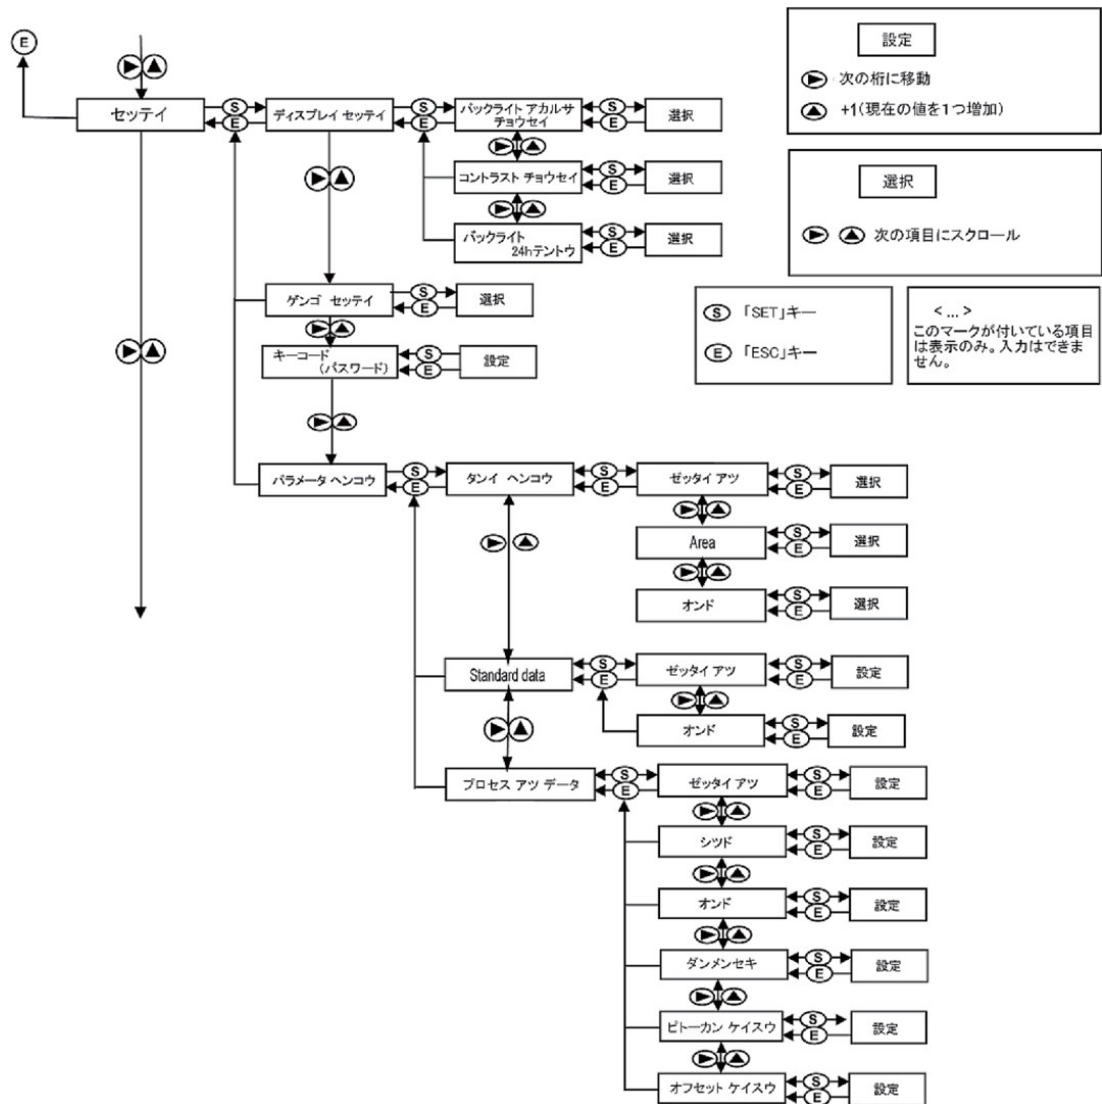 E
設定
次の桁に移動
+1(現在の値を1つ増加)
選択
次の項目にスクロール
S 「SET」キー
E 「ESC」キー
< ... >
このマークが付いている項目
は表示のみ。入力はできま
せん。
セッテイ
S
E
ディスプレイ セッテイ
S
E
バックライト アカルサ
チョウセイ
S
E
選択
コントラスト チョウセイ
S
E
選択
バックライト
24hテントウ
S
E
選択
ゲンゴ セッテイ
S
E
選択
キーコード
(パスワード)
S
E
設定
パラメータ ヘンコウ
S
E
タンイ ヘンコウ
S
E
ゼッタイ アツ
S
E
選択
Area
S
E
選択
オンド
S
E
選択
Standard data
S
E
ゼッタイ アツ
S
E
設定
オンド
S
E
設定
プロセス アツ データ
S
E
ゼッタイ アツ
S
E
設定
シツド
S
E
設定
オンド
S
E
設定
ダンメンセキ
S
E
設定
ピトーカン ケイスウ
S
E
設定
オフセット ケイスウ
S
E
設定